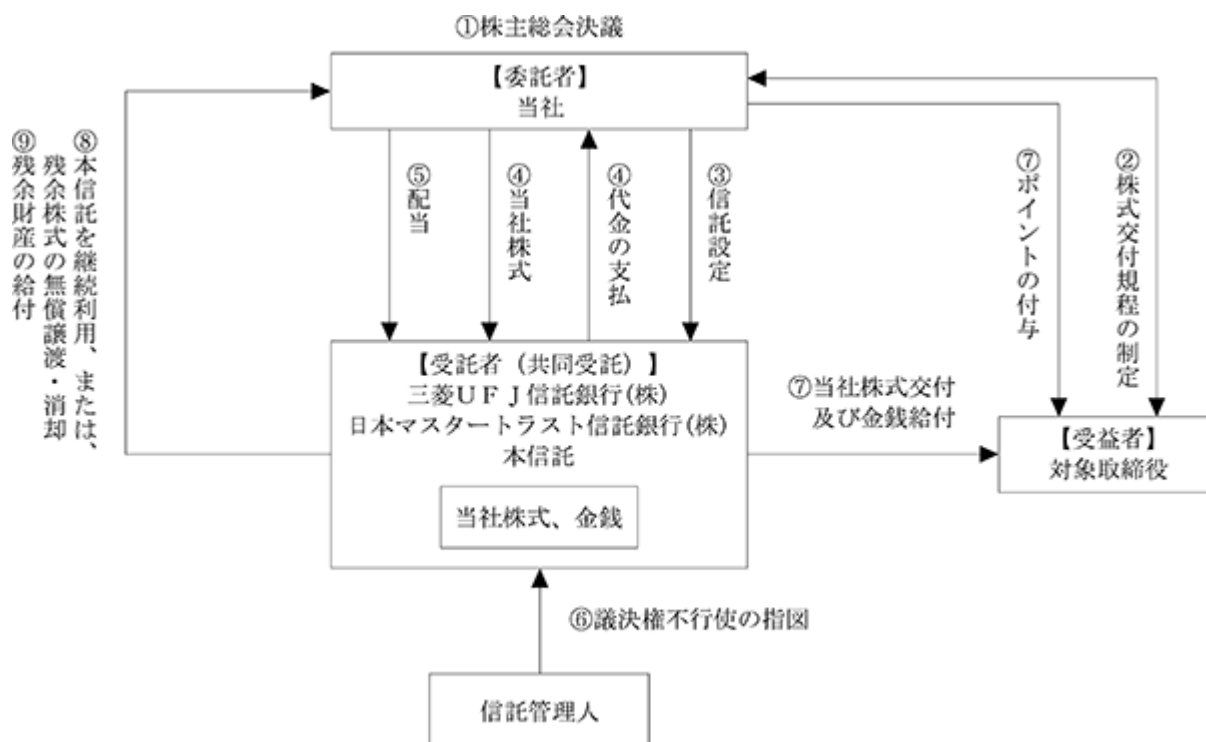 ①株主総会決議
【委託者】
当社
⑨残余財産の給付
⑧本信託を継続利用、または、
残余株式の無償譲渡・消却
⑤配当
④当社株式
④代金の支払
③信託設定
⑦ポイントの付与
②株式交付規程の制定
【受託者（共同受託）】
三菱ＵＦＪ信託銀行(株)
日本マスタートラスト信託銀行(株)
本信託
当社株式、金銭
⑦当社株式交付
及び金銭給付
【受益者】
対象取締役
⑥議決権不行使の指図
信託管理人